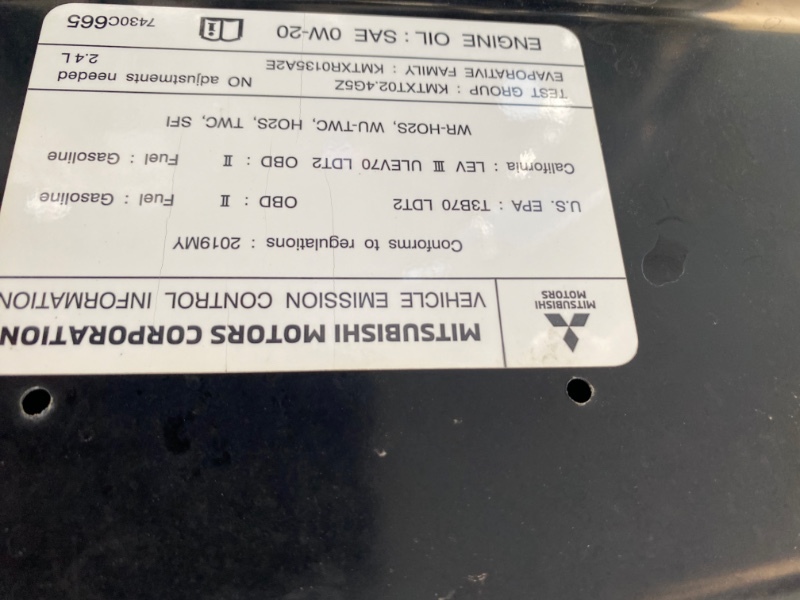 MITSUBISHI MOTORS
MITSUBISHI MOTORS CORPORATION
VEHICLE EMISSION CONTROL INFORMATION
Conforms to regulations : 2019MY
U.S. EPA : T3B70 LDT2 OBD : II Fuel : Gasoline
California : LEV III ULEV70 LDT2 OBD : II Fuel : Gasoline
WR-HO2S, WU-TWC, HO2S, TWC, SFI
TEST GROUP : KMTXT02.4G5Z NO adjustments needed
EVAPORATIVE FAMILY : KMTXR0135A2E 2.4 L
ENGINE OIL : SAE 0W-20 7430C665